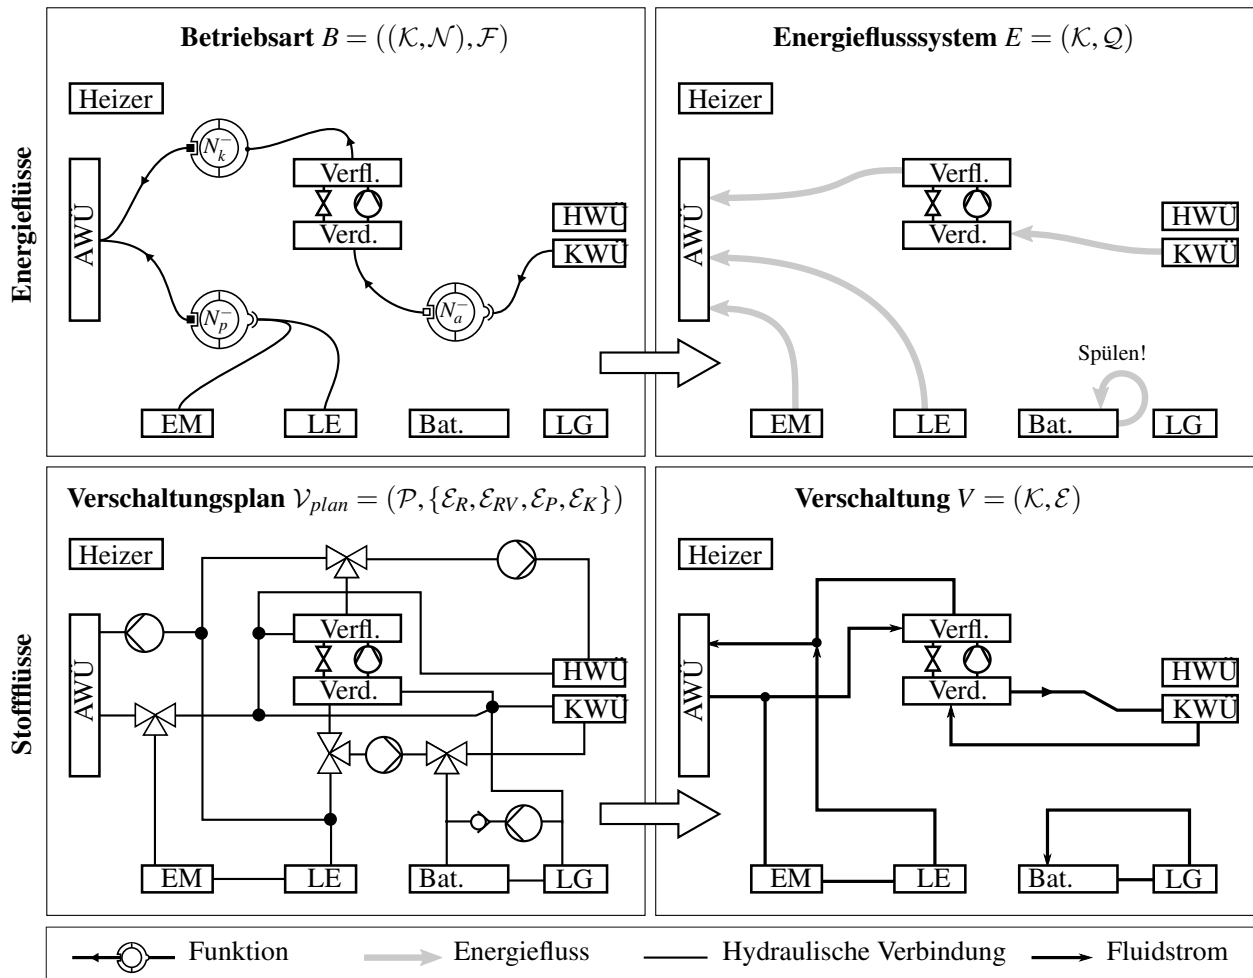 Betriebsart B = ((𝒦, 𝒩), ℱ)
Heizer
N_k^-
Verfl.
Verd.
AWÜ
HWÜ
KWÜ
N_p^-
N_a^-
EM
LE
Bat.
LG
Energieflüsse
Energieflusssystem E = (𝒦, 𝒬)
Heizer
Verfl.
Verd.
AWÜ
HWÜ
KWÜ
Spülen!
EM
LE
Bat.
LG
Stoffflüsse
Verschaltungsplan 𝒱_plan = (𝒫, {ℰ_R, ℰ_RV, ℰ_P, ℰ_K})
Heizer
Verfl.
Verd.
AWÜ
HWÜ
KWÜ
EM
LE
Bat.
LG
Verschaltung V = (𝒦, ℰ)
Heizer
Verfl.
Verd.
AWÜ
HWÜ
KWÜ
EM
LE
Bat.
LG
Funktion
Energiefluss
Hydraulische Verbindung
Fluidstrom